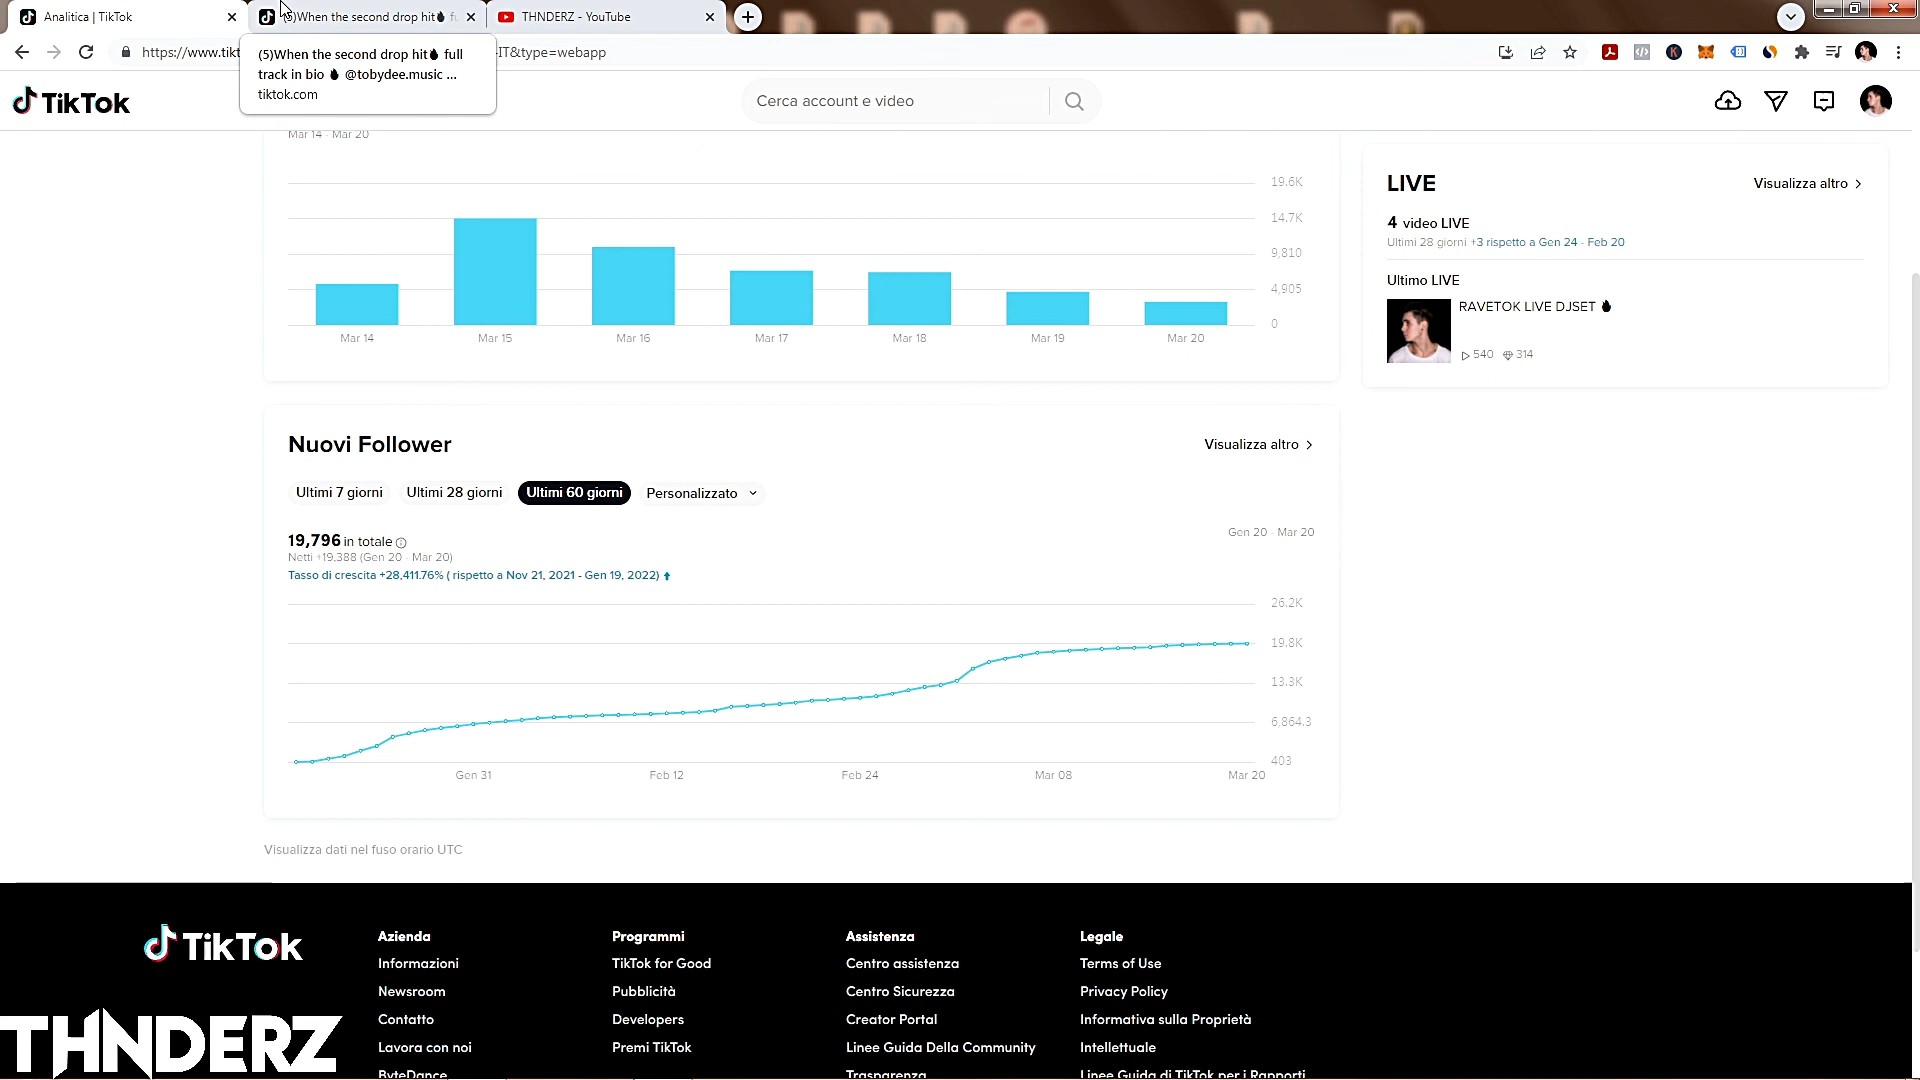 Analitica | TikTok
(5)When the second drop hit🔥 fu
THNDERZ - YouTube
https://www.tikt
-IT&type=webapp
(5)When the second drop hit🔥 full
track in bio 🔥 @tobydee.music ...
tiktok.com
TikTok
Cerca account e video
Mar 14 - Mar 20
19.6K
14.7K
9,810
4,905
0
Mar 14
Mar 15
Mar 16
Mar 17
Mar 18
Mar 19
Mar 20
LIVE
Visualizza altro >
4 video LIVE
Ultimi 28 giorni +3 rispetto a Gen 24 - Feb 20
Ultimo LIVE
RAVETOK LIVE DJSET 🔥
540 314
Nuovi Follower
Visualizza altro >
Ultimi 7 giorni
Ultimi 28 giorni
Ultimi 60 giorni
Personalizzato
19,796 in totale
Netti +19,388 (Gen 20 - Mar 20)
Tasso di crescita +28,411.76% ( rispetto a Nov 21, 2021 - Gen 19, 2022)
Gen 20 - Mar 20
26.2K
19.8K
13.3K
6,864.3
403
Gen 31
Feb 12
Feb 24
Mar 08
Mar 20
Visualizza dati nel fuso orario UTC
TikTok
THNDERZ
Azienda
Informazioni
Newsroom
Contatto
Lavora con noi
ByteDance
Programmi
TikTok for Good
Pubblicità
Developers
Premi TikTok
Assistenza
Centro assistenza
Centro Sicurezza
Creator Portal
Linee Guida Della Community
Trasparenza
Legale
Terms of Use
Privacy Policy
Informativa sulla Proprietà
Intellettuale
Linee Guida di TikTok per i Rapporti